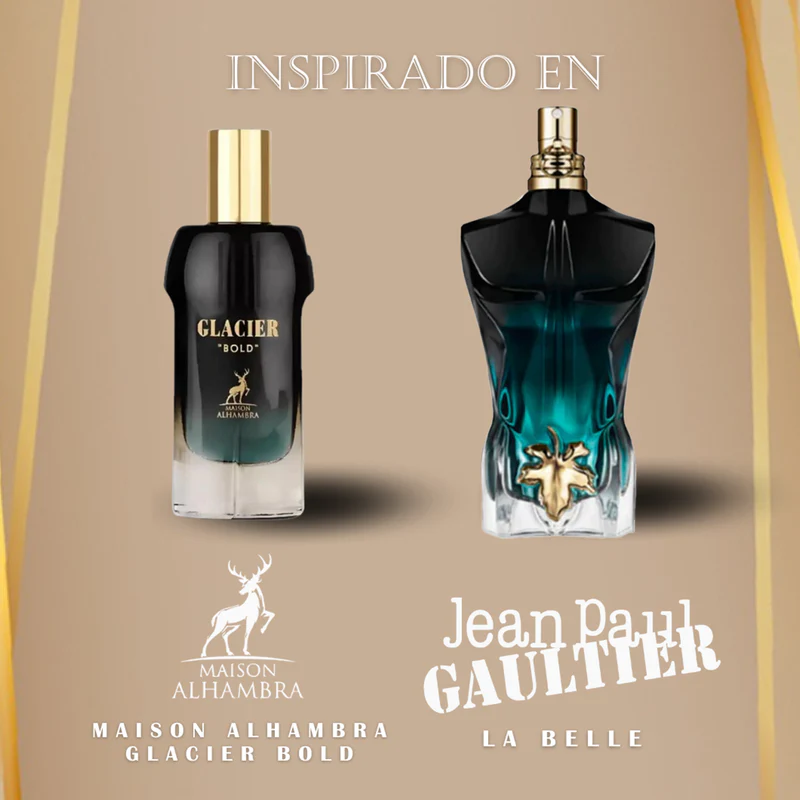 INSPIRADO EN
GLACIER
"BOLD"
MAISON
ALHAMBRA
MAISON
ALHAMBRA
MAISON ALHAMBRA
GLACIER BOLD
Jean Paul
GAULTIER
LA BELLE